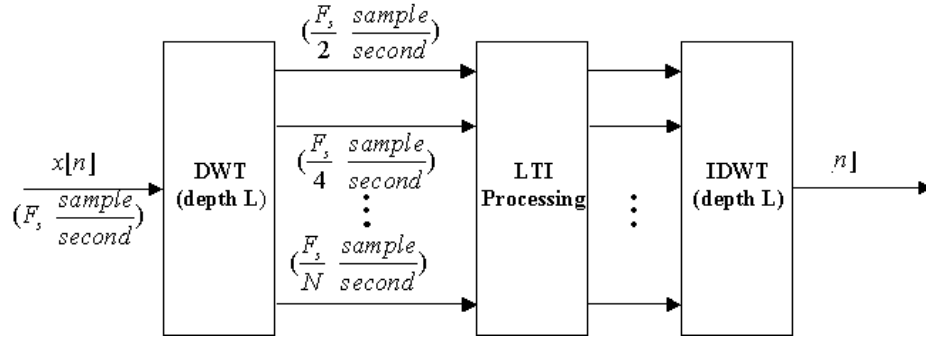 (F_s/2 sample/second)
x[n]
(F_s sample/second)
DWT
(depth L)
(F_s/4 sample/second)
⋮
(F_s/N sample/second)
LTI
Processing
⋮
IDWT
(depth L)
n]